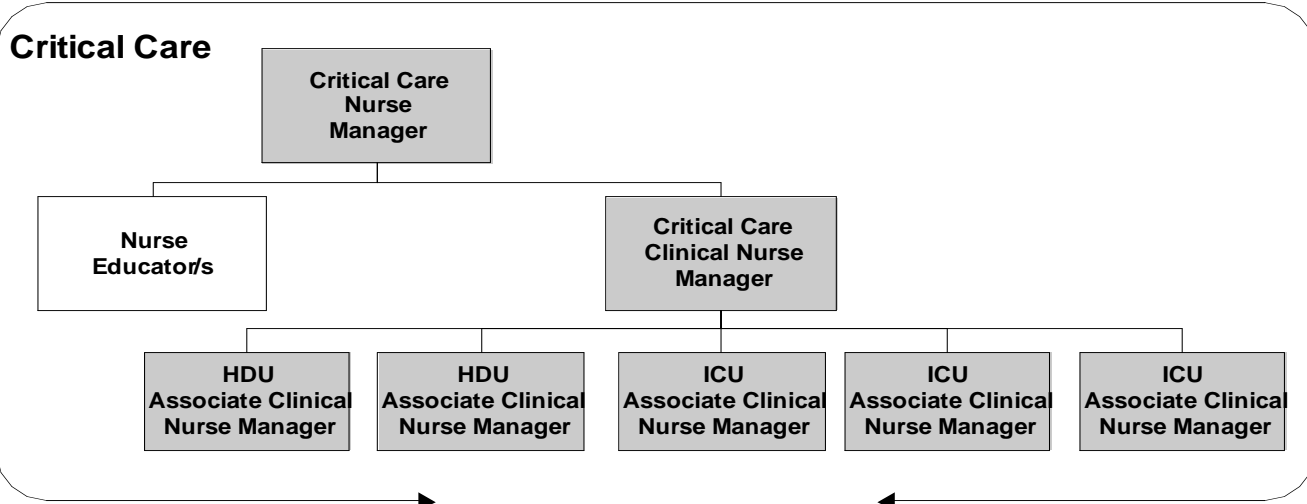 Critical Care
Critical Care
Nurse
Manager
Nurse
Educator/s
Critical Care
Clinical Nurse
Manager
HDU
Associate Clinical
Nurse Manager
HDU
Associate Clinical
Nurse Manager
ICU
Associate Clinical
Nurse Manager
ICU
Associate Clinical
Nurse Manager
ICU
Associate Clinical
Nurse Manager